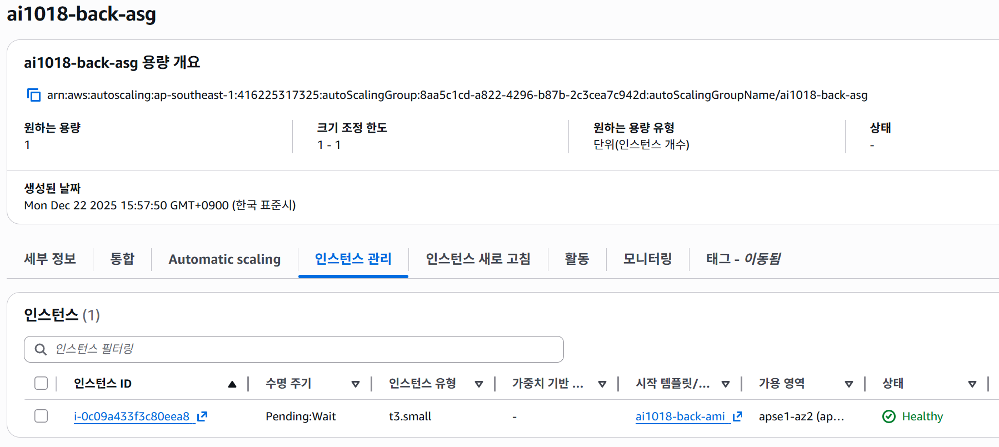 ai1018-back-asg
ai1018-back-asg 용량 개요
arn:aws:autoscaling:ap-southeast-1:416225317325:autoScalingGroup:8aa5c1cd-a822-4296-b87b-2c3cea7c942d:autoScalingGroupName/ai1018-back-asg
원하는 용량 크기 조정 한도 원하는 용량 유형 상태
1 1 - 1 단위(인스턴스 개수) -
생성된 날짜
Mon Dec 22 2025 15:57:50 GMT+0900 (한국 표준시)
세부 정보 통합 Automatic scaling 인스턴스 관리 인스턴스 새로 고침 활동 모니터링 태그 - 이동됨
인스턴스 (1)
인스턴스 필터링
인스턴스 ID 수명 주기 인스턴스 유형 가중치 기반 ... 시작 템플릿/... 가용 영역 상태
i-0c09a433f3c80eea8 Pending:Wait t3.small - ai1018-back-ami apse1-az2 (ap... Healthy